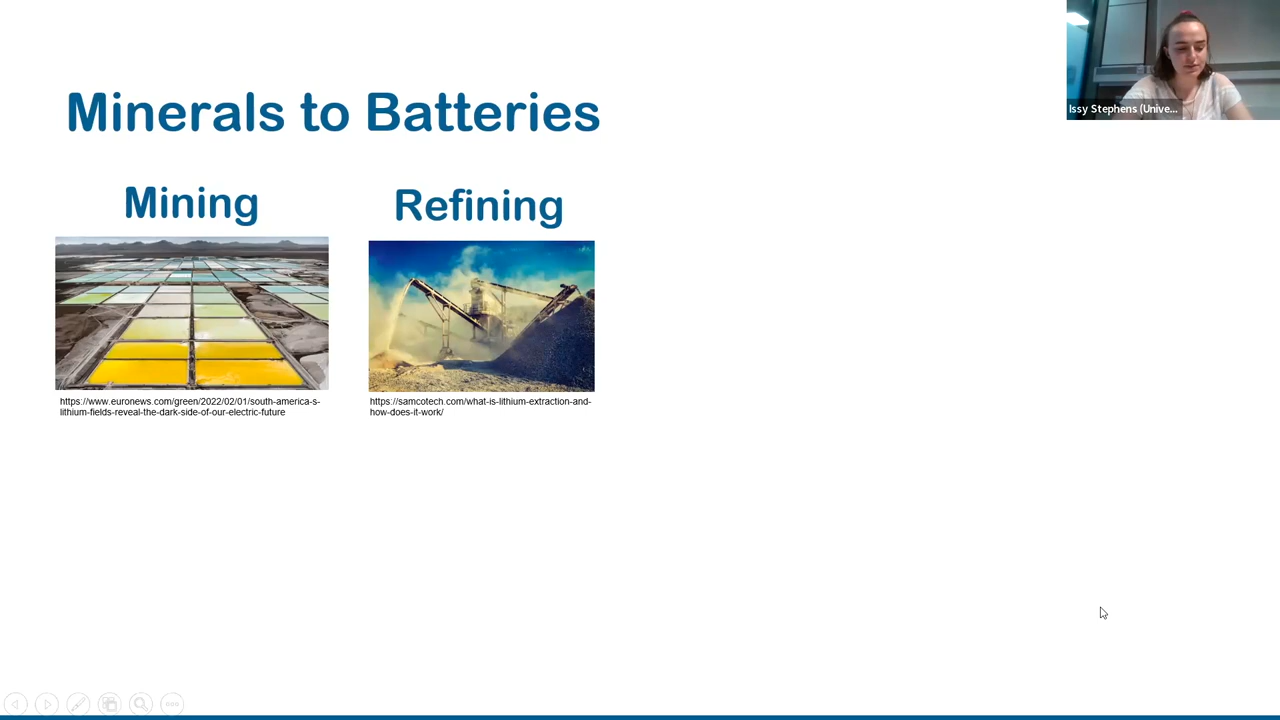 Minerals to Batteries
Issy Stephens (Unive...
Mining
Refining
https://www.euronews.com/green/2022/02/01/south-america-s-
lithium-fields-reveal-the-dark-side-of-our-electric-future
https://samcotech.com/what-is-lithium-extraction-and-
how-does-it-work/